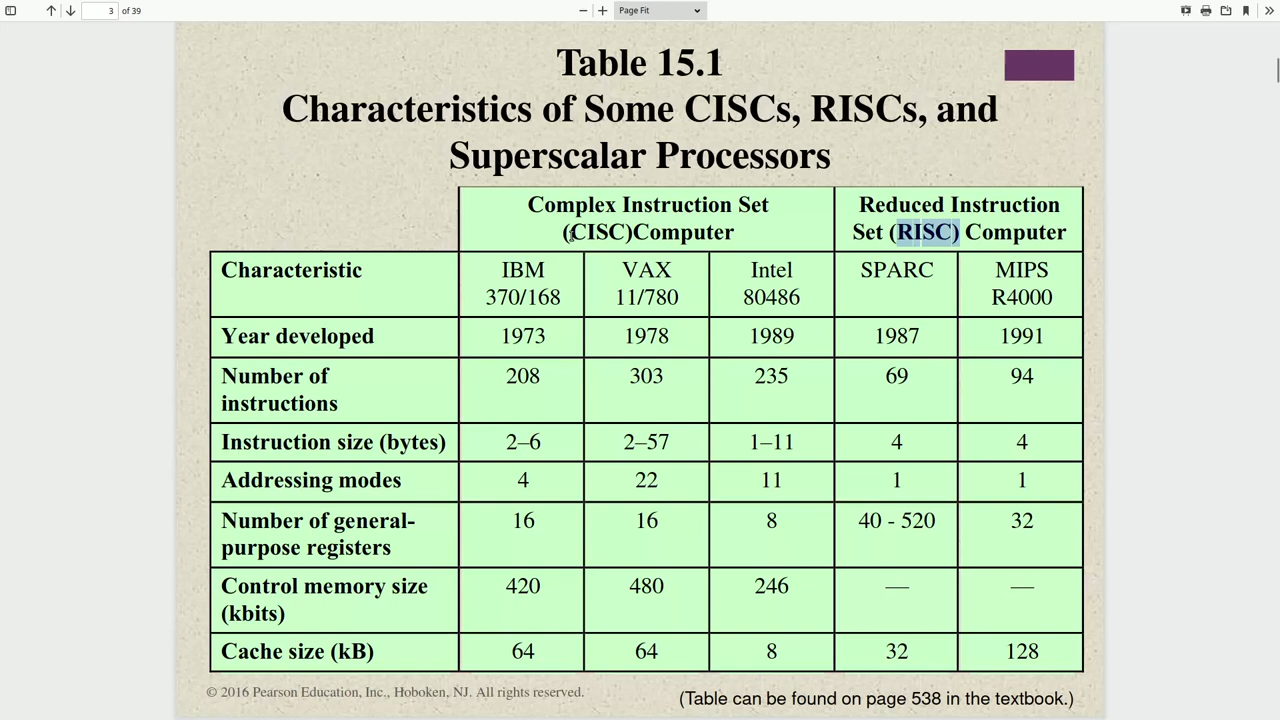 3 of 39
Page Fit
Table 15.1
Characteristics of Some CISCs, RISCs, and
Superscalar Processors
Complex Instruction Set
(CISC)Computer
Reduced Instruction
Set (RISC) Computer
Characteristic
IBM
370/168
VAX
11/780
Intel
80486
SPARC
MIPS
R4000
Year developed 1973 1978 1989 1987 1991
Number of
instructions
208 303 235 69 94
Instruction size (bytes) 2–6 2–57 1–11 4 4
Addressing modes 4 22 11 1 1
Number of general-
purpose registers
16 16 8 40 - 520 32
Control memory size
(kbits)
420 480 246 — —
Cache size (kB) 64 64 8 32 128
© 2016 Pearson Education, Inc., Hoboken, NJ. All rights reserved.
(Table can be found on page 538 in the textbook.)